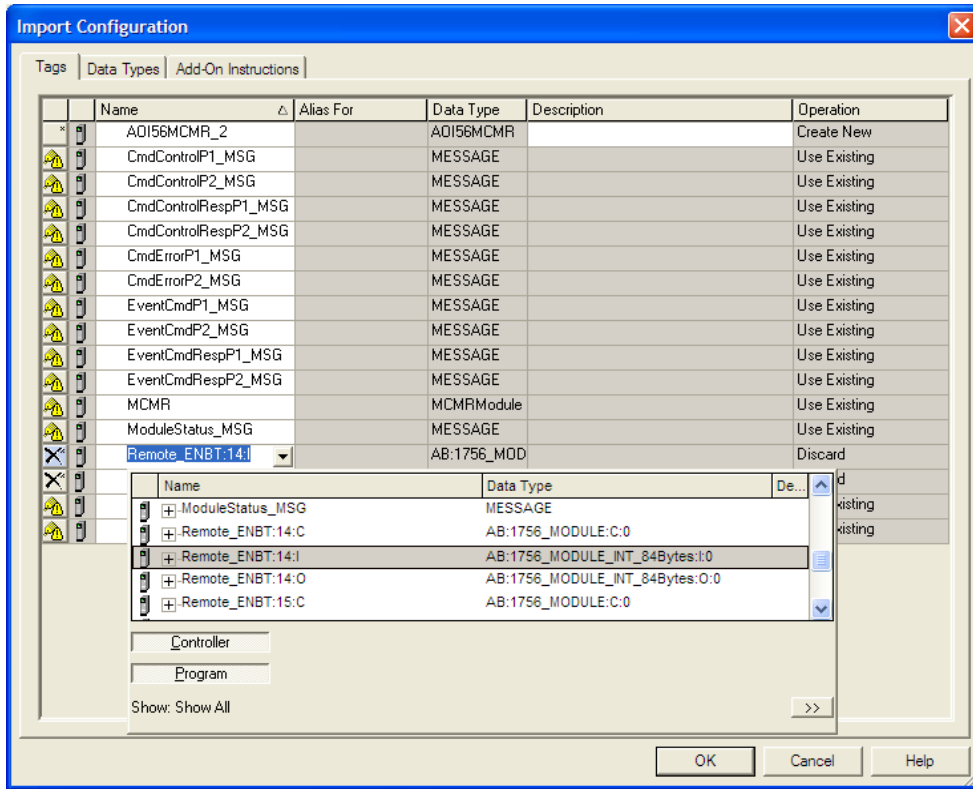 Import Configuration
Tags Data Types Add-On Instructions
Name Alias For Data Type Description Operation
AOI56MCMR_2 AOI56MCMR Create New
CmdControlP1_MSG MESSAGE Use Existing
CmdControlP2_MSG MESSAGE Use Existing
CmdControlRespP1_MSG MESSAGE Use Existing
CmdControlRespP2_MSG MESSAGE Use Existing
CmdErrorP1_MSG MESSAGE Use Existing
CmdErrorP2_MSG MESSAGE Use Existing
EventCmdP1_MSG MESSAGE Use Existing
EventCmdP2_MSG MESSAGE Use Existing
EventCmdRespP1_MSG MESSAGE Use Existing
EventCmdRespP2_MSG MESSAGE Use Existing
MCMR MCMRModule Use Existing
ModuleStatus_MSG MESSAGE Use Existing
Remote_ENBT:14:I AB:1756_MOD Discard
Name Data Type De... d
ModuleStatus_MSG MESSAGE xisting
Remote_ENBT:14:C AB:1756_MODULE:C:0 xisting
Remote_ENBT:14:I AB:1756_MODULE_INT_84Bytes:I:0
Remote_ENBT:14:O AB:1756_MODULE_INT_84Bytes:O:0
Remote_ENBT:15:C AB:1756_MODULE:C:0
Controller
Program
Show: Show All >>
OK Cancel Help